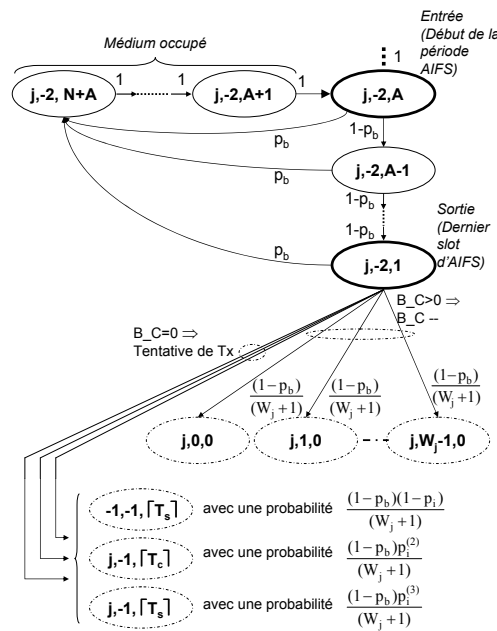 Entrée
(Début de la
période
AIFS)
Médium occupé
1
1
1
1
j,-2, N+A
j,-2,A+1
j,-2,A
p_b
1-p_b
p_b
j,-2,A-1
1-p_b
1-p_b
p_b
Sortie
(Dernier
slot
d'AIFS)
j,-2,1
B_C=0 ⇒
Tentative de Tx
B_C>0 ⇒
B_C --
(1-p_b)/(W_j+1)
(1-p_b)/(W_j+1)
(1-p_b)/(W_j+1)
j,0,0
j,1,0
j,W_j-1,0
-1,-1,⌈T_s⌉ avec une probabilité (1-p_b)(1-p_i)/(W_j+1)
j,-1,⌈T_c⌉ avec une probabilité (1-p_b)p_i^(2)/(W_j+1)
j,-1,⌈T_s⌉ avec une probabilité (1-p_b)p_i^(3)/(W_j+1)